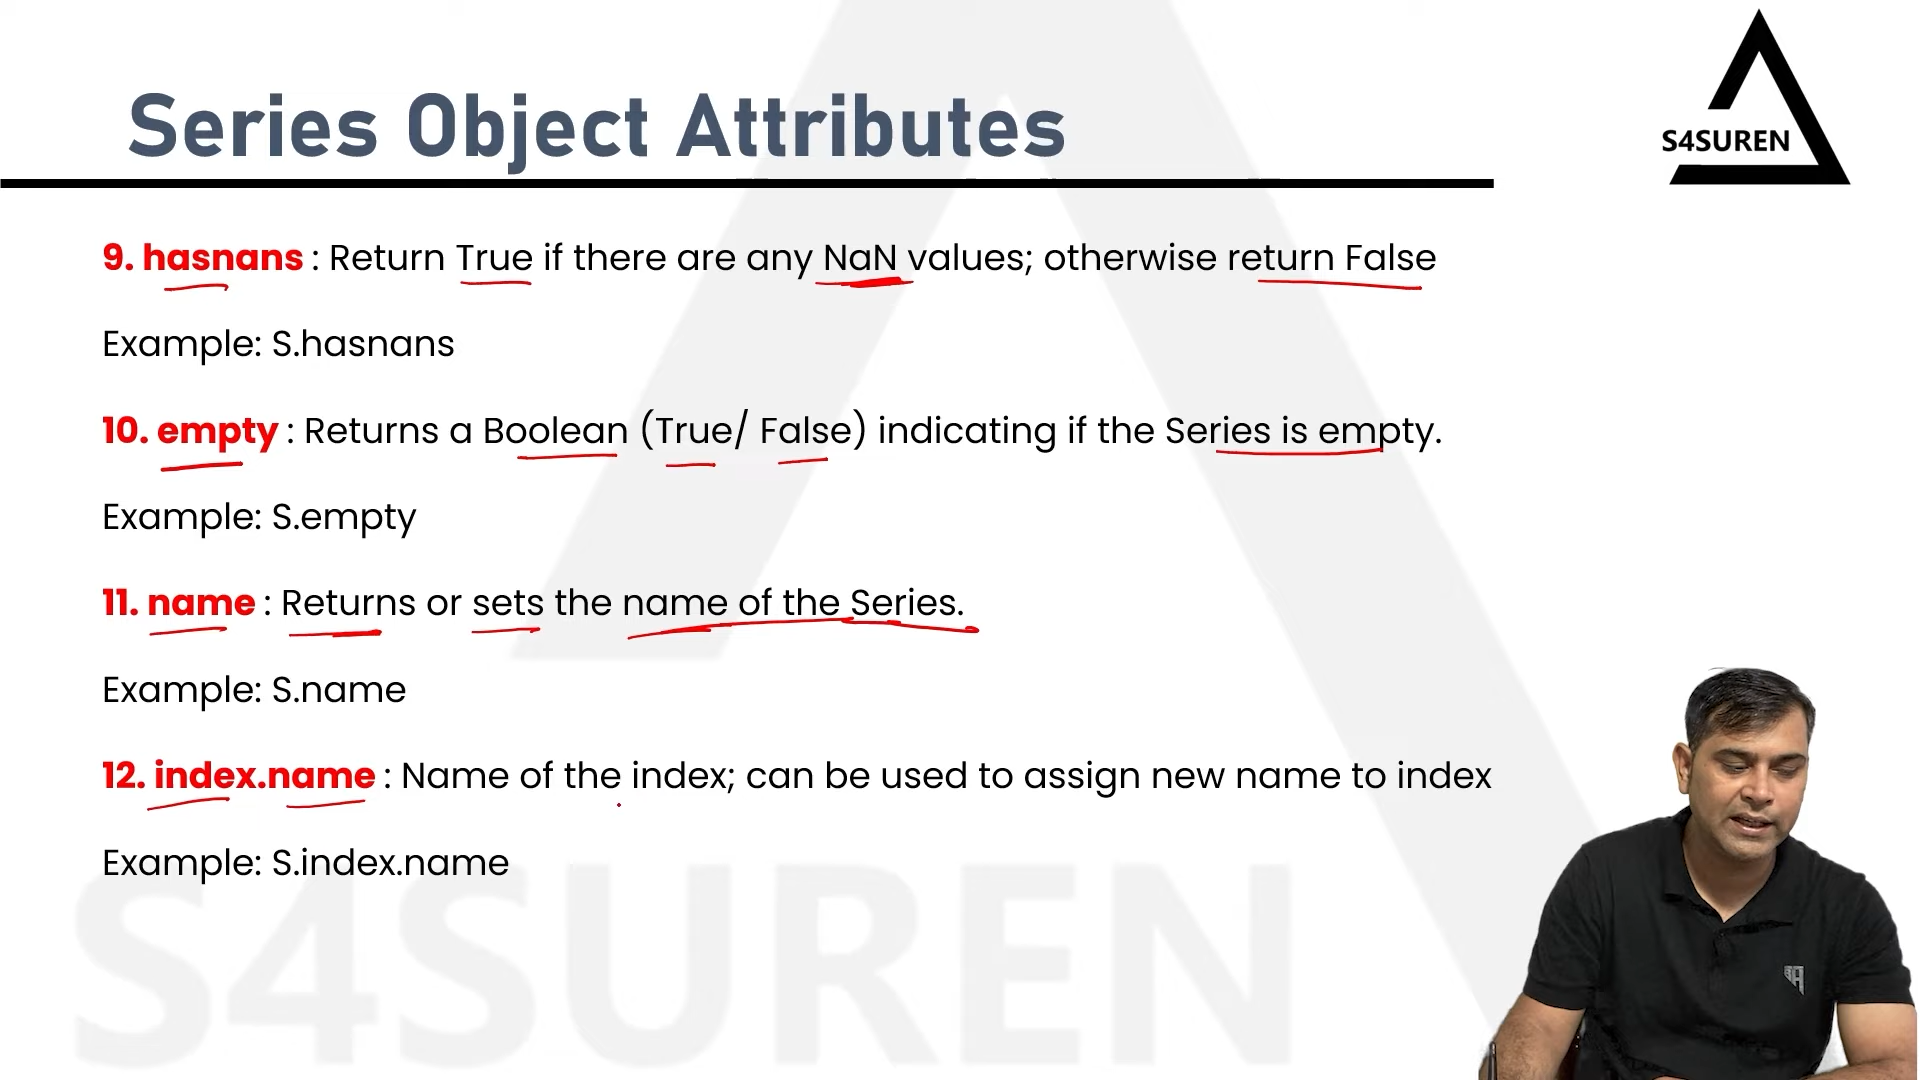 Series Object Attributes
S4SUREN
9. hasnans : Return True if there are any NaN values; otherwise return False
Example: S.hasnans
10. empty : Returns a Boolean (True/ False) indicating if the Series is empty.
Example: S.empty
11. name : Returns or sets the name of the Series.
Example: S.name
12. index.name : Name of the index; can be used to assign new name to index
Example: S.index.name
S4SUREN